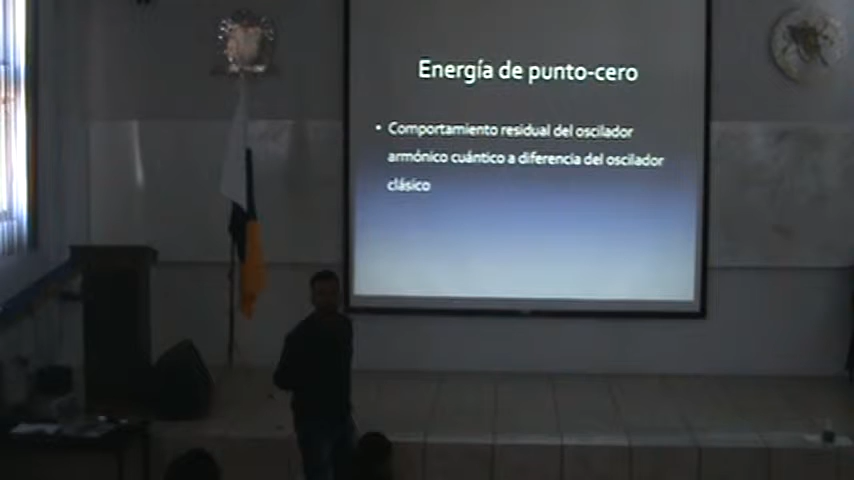 Energía de punto-cero
• Comportamiento residual del oscilador
armónico cuántico a diferencia del oscilador
clásico